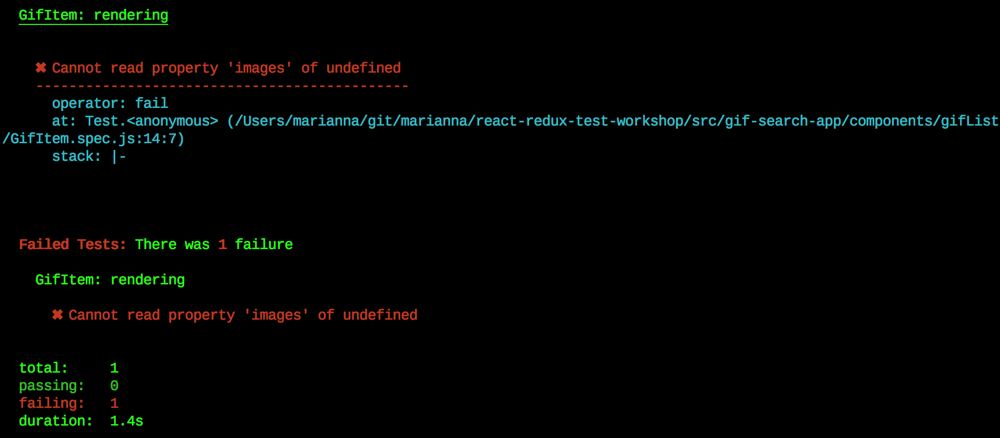 GifItem: rendering
✖ Cannot read property 'images' of undefined
---------------------------------------------
operator: fail
at: Test.<anonymous> (/Users/marianna/git/marianna/react-redux-test-workshop/src/gif-search-app/components/gifList
/GifItem.spec.js:14:7)
stack: |-
Failed Tests: There was 1 failure
GifItem: rendering
✖ Cannot read property 'images' of undefined
total: 1
passing: 0
failing: 1
duration: 1.4s